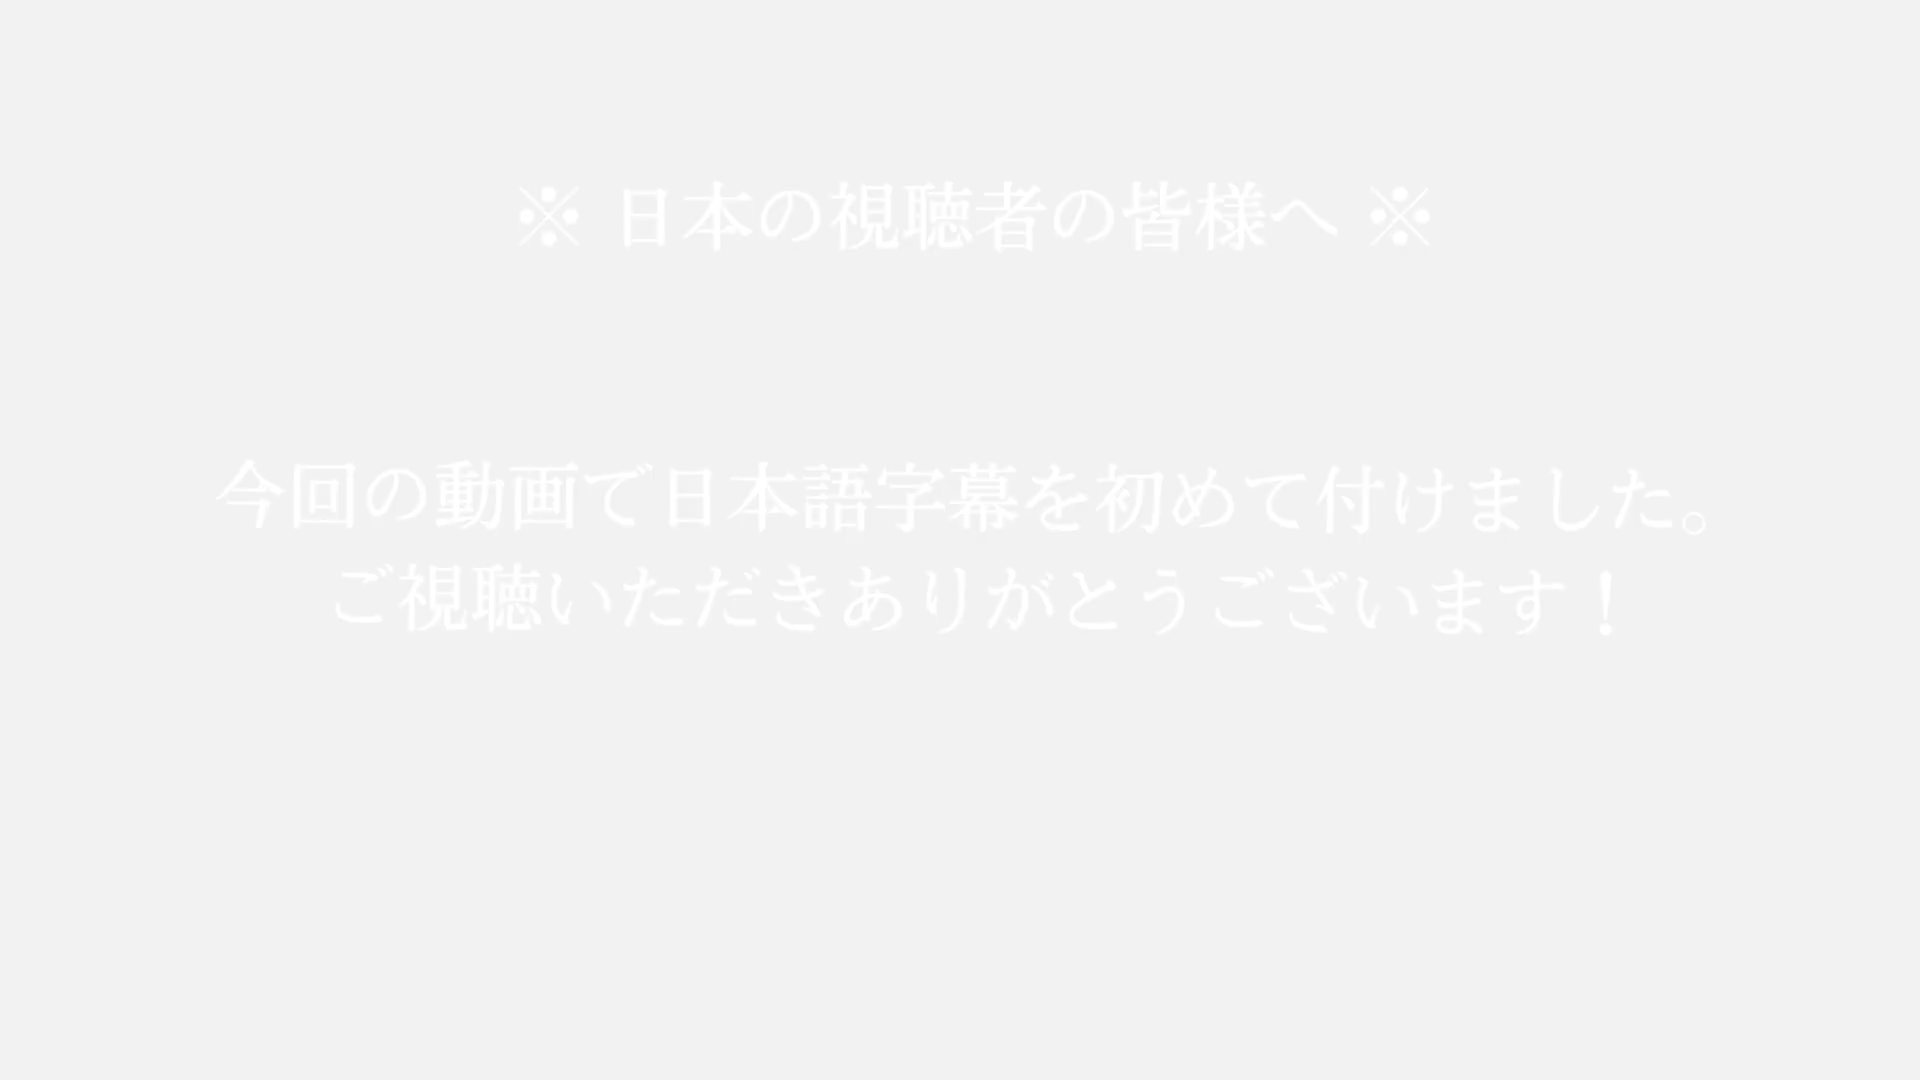 ※ 日本の視聴者の皆様へ ※
今回の動画で日本語字幕を初めて付けました。
ご視聴いただきありがとうございます！